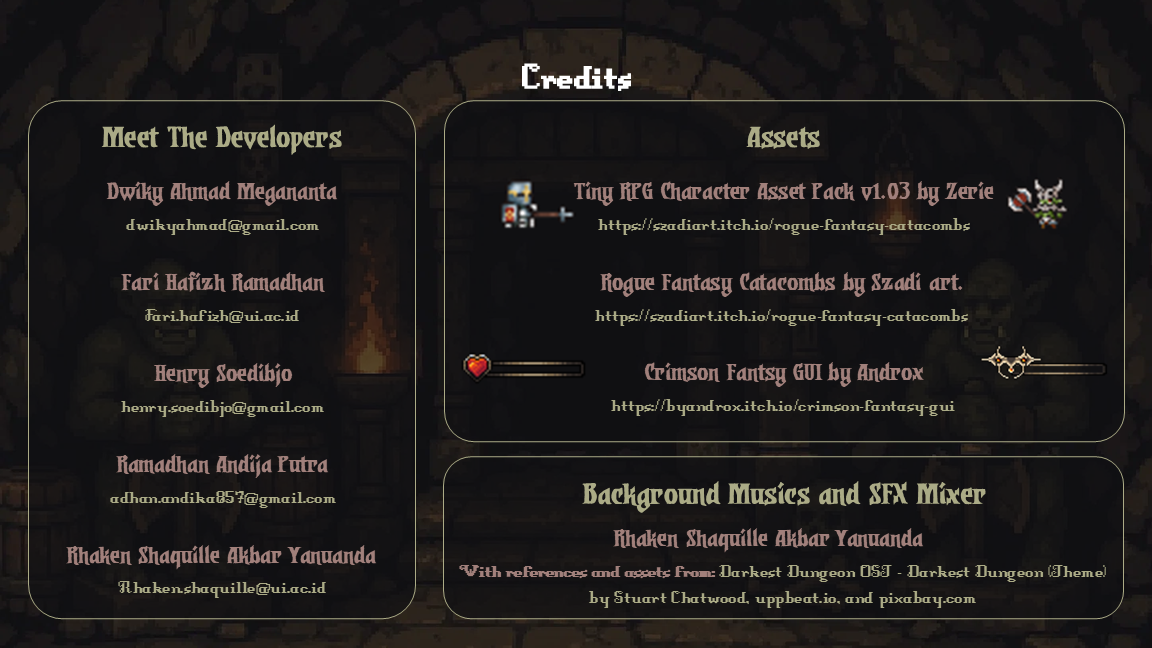 Credits
Meet The Developers
Dwiky Ahmad Megananta
dwikyahmad@gmail.com
Fari Hafizh Ramadhan
Fari.hafizh@ui.ac.id
Henry Soedibjo
henry.soedibjo@gmail.com
Ramadhan Andija Putra
adhan.andika857@gmail.com
Rhaken Shaquille Akbar Yanuanda
Rhaken.shaquille@ui.ac.id
Assets
Tiny RPG Character Asset Pack v1.03 by Zerie
https://szadiart.itch.io/rogue-fantasy-catacombs
Rogue Fantasy Catacombs by Szadi art.
https://szadiart.itch.io/rogue-fantasy-catacombs
Crimson Fantsy GUI by Androx
https://byandrox.itch.io/crimson-fantasy-gui
Background Musics and SFX Mixer
Rhaken Shaquille Akbar Yanuanda
With references and assets from: Darkest Dungeon OST - Darkest Dungeon (Theme)
by Stuart Chatwood, uppbeat.io, and pixabay.com